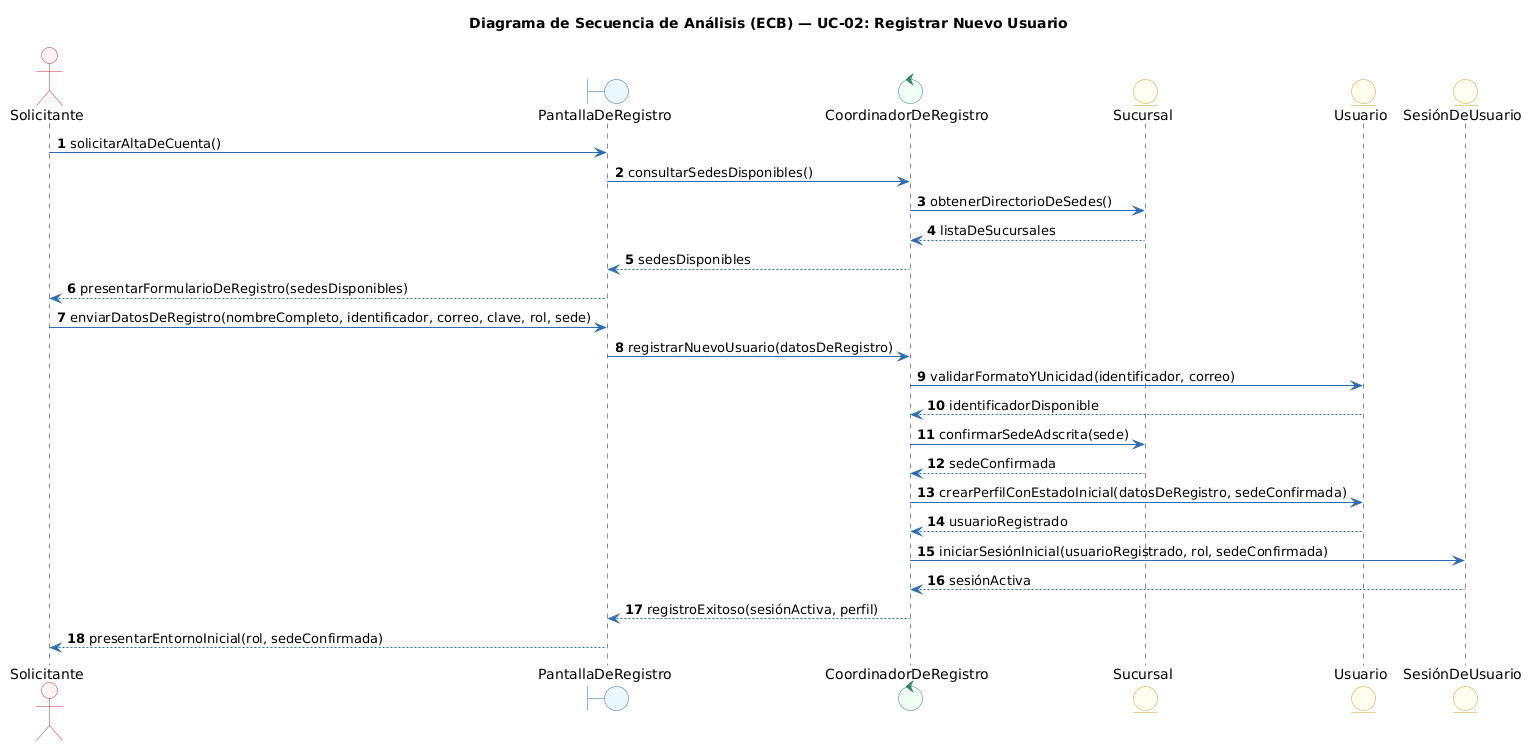 Diagrama de Secuencia de Análisis (ECB) — UC-02: Registrar Nuevo Usuario
Solicitante
PantallaDeRegistro
CoordinadorDeRegistro
Sucursal
Usuario
SesiónDeUsuario
1 solicitarAltaDeCuenta()
2 consultarSedesDisponibles()
3 obtenerDirectorioDeSedes()
4 listaDeSucursales
5 sedesDisponibles
6 presentarFormularioDeRegistro(sedesDisponibles)
7 enviarDatosDeRegistro(nombreCompleto, identificador, correo, clave, rol, sede)
8 registrarNuevoUsuario(datosDeRegistro)
9 validarFormatoYUnicidad(identificador, correo)
10 identificadorDisponible
11 confirmarSedeAdscrita(sede)
12 sedeConfirmada
13 crearPerfilConEstadoInicial(datosDeRegistro, sedeConfirmada)
14 usuarioRegistrado
15 iniciarSesiónInicial(usuarioRegistrado, rol, sedeConfirmada)
16 sesiónActiva
17 registroExitoso(sesiónActiva, perfil)
18 presentarEntornoInicial(rol, sedeConfirmada)
Solicitante
PantallaDeRegistro
CoordinadorDeRegistro
Sucursal
Usuario
SesiónDeUsuario